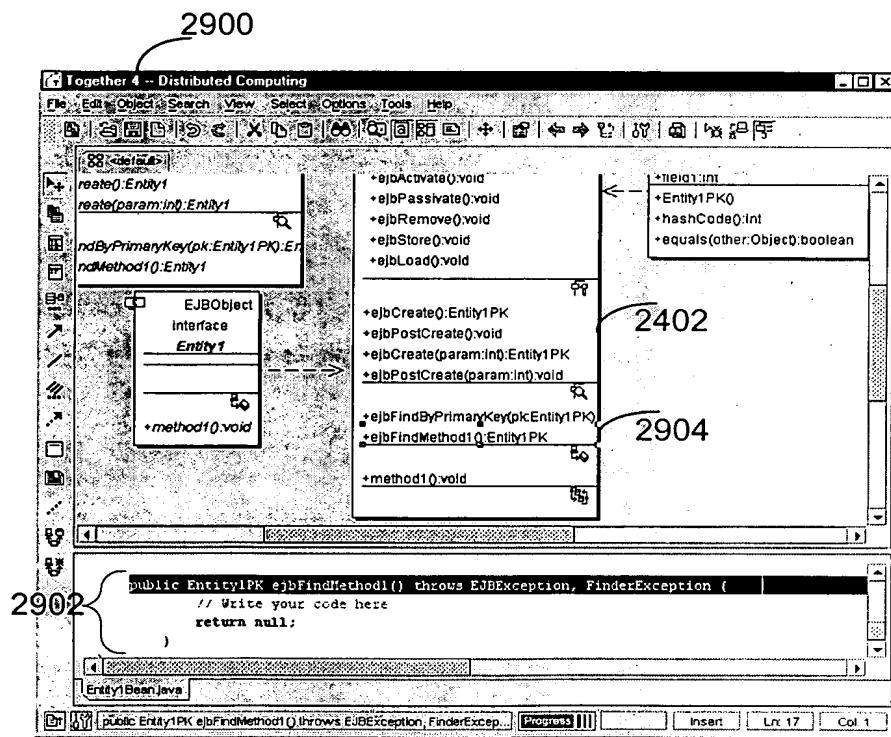 2900
Together 4 -- Distributed Computing
File Edit Object Search View Select Options Tools Help
<default>
reate():Entity1
reate(param:int):Entity1
ndByPrimaryKey(pk:Entity1PK):En
ndMethod1():Entity1
EJBObject
interface
Entity1
+method1():void
+ejbActivate():void
+ejbPassivate():void
+ejbRemove():void
+ejbStore():void
+ejbLoad():void
+ejbCreate():Entity1PK
+ejbPostCreate():void
+ejbCreate(param:int):Entity1PK
+ejbPostCreate(param:int):void
+ejbFindByPrimaryKey(pk:Entity1PK)
+ejbFindMethod1():Entity1PK
+method1():void
+field1:int
+Entity1PK()
+hashCode():int
+equals(other:Object):boolean
2402
2904
2902
public Entity1PK ejbFindMethod1() throws EJBException, FinderException {
// Write your code here
return null;
}
Entity1Bean.java
public Entity1PK ejbFindMethod1() throws EJBException, FinderExcep...
Progress
Insert
Ln: 17
Col: 1